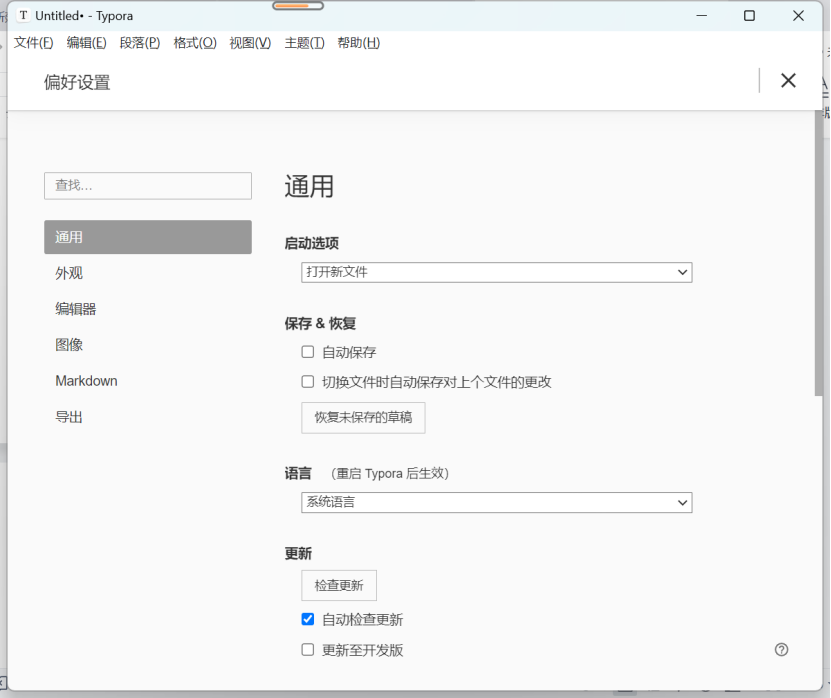 T Untitled• - Typora
文件(F) 编辑(E) 段落(P) 格式(O) 视图(V) 主题(T) 帮助(H)
偏好设置
查找...
通用
外观
编辑器
图像
Markdown
导出
通用
启动选项
打开新文件
保存 & 恢复
自动保存
切换文件时自动保存对上个文件的更改
恢复未保存的草稿
语言 （重启 Typora 后生效）
系统语言
更新
检查更新
自动检查更新
更新至开发版